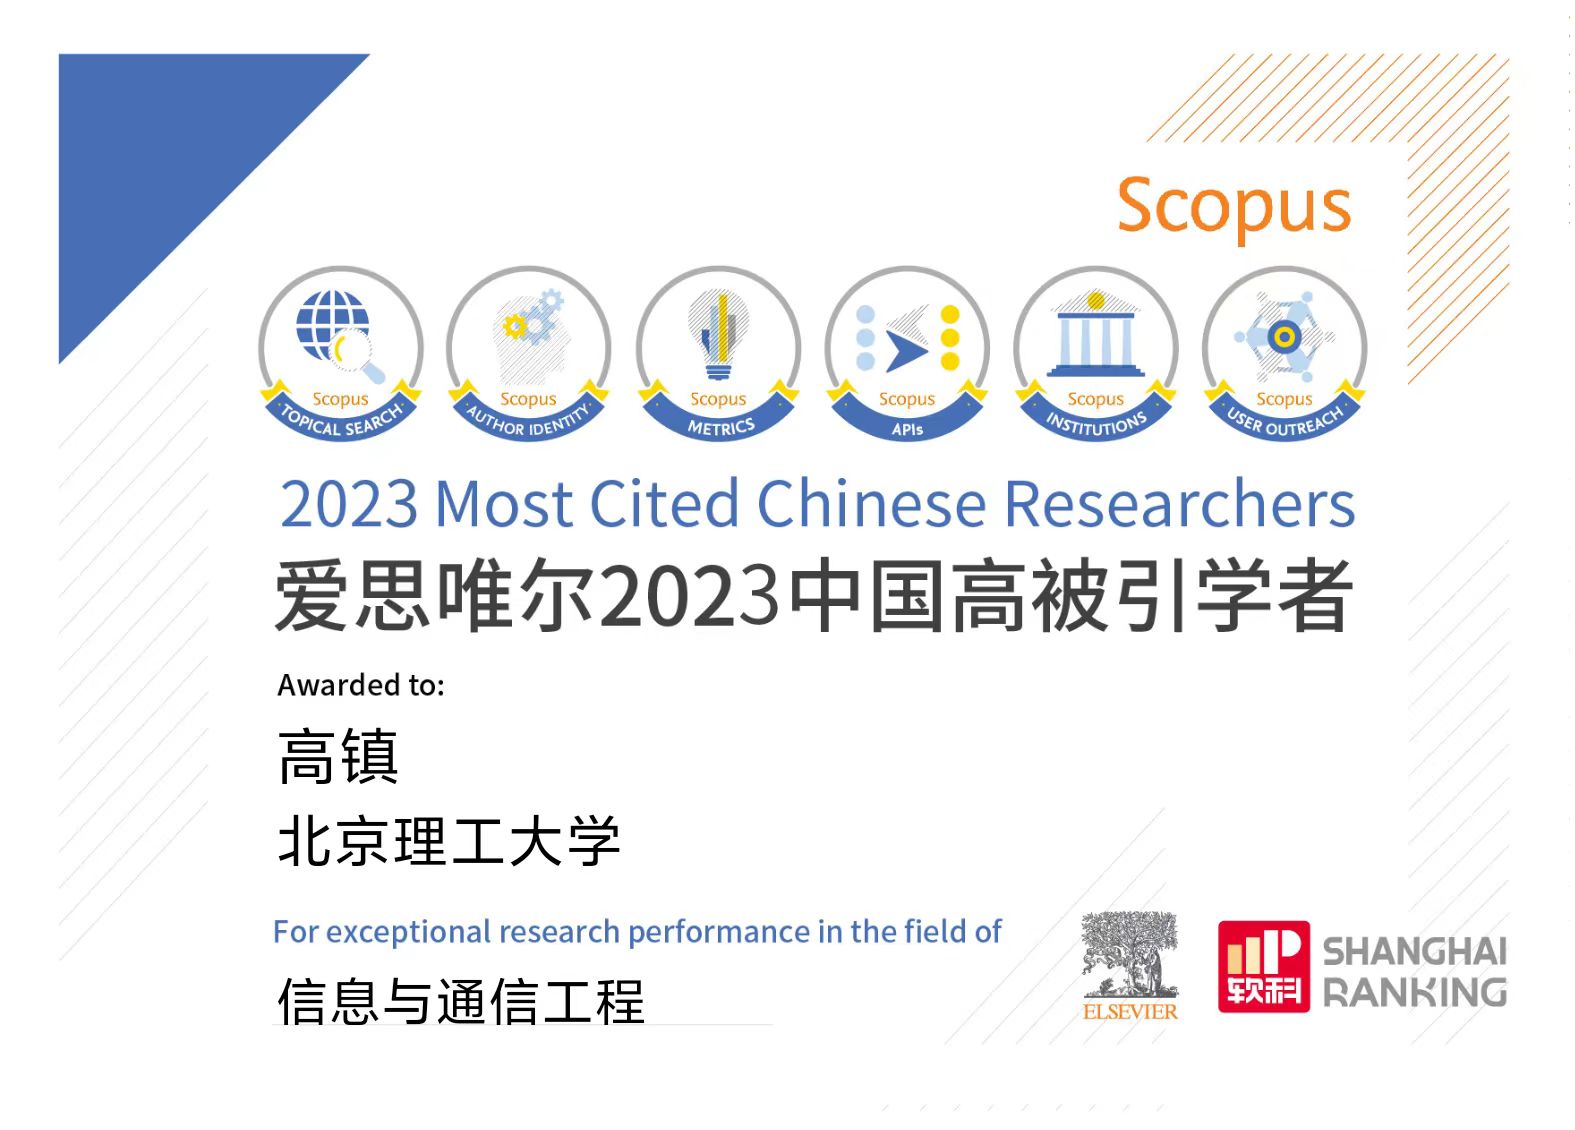 Scopus
Scopus
TOPICAL SEARCH
Scopus
AUTHOR IDENTITY
Scopus
METRICS
Scopus
APIs
Scopus
INSTITUTIONS
Scopus
USER OUTREACH
2023 Most Cited Chinese Researchers
爱思唯尔2023中国高被引学者
Awarded to:
高镇
北京理工大学
For exceptional research performance in the field of
信息与通信工程
ELSEVIER
软科
SHANGHAI
RANKING